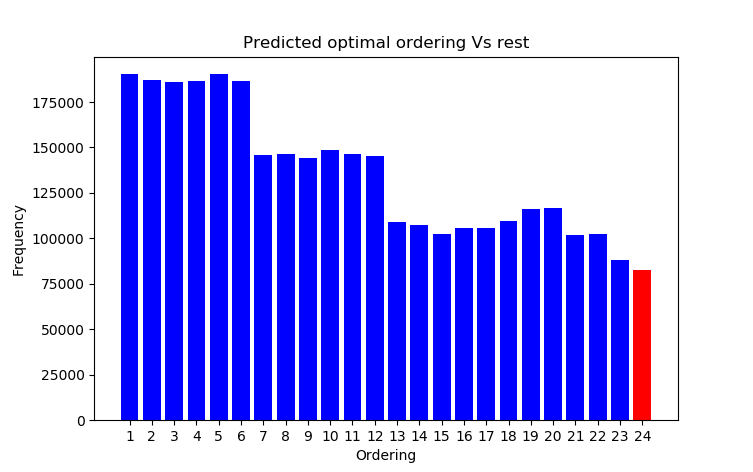 Predicted optimal ordering Vs rest
175000
150000
125000
100000
75000
50000
25000
0
Frequency
1 2 3 4 5 6 7 8 9 10 11 12 13 14 15 16 17 18 19 20 21 22 23 24
Ordering